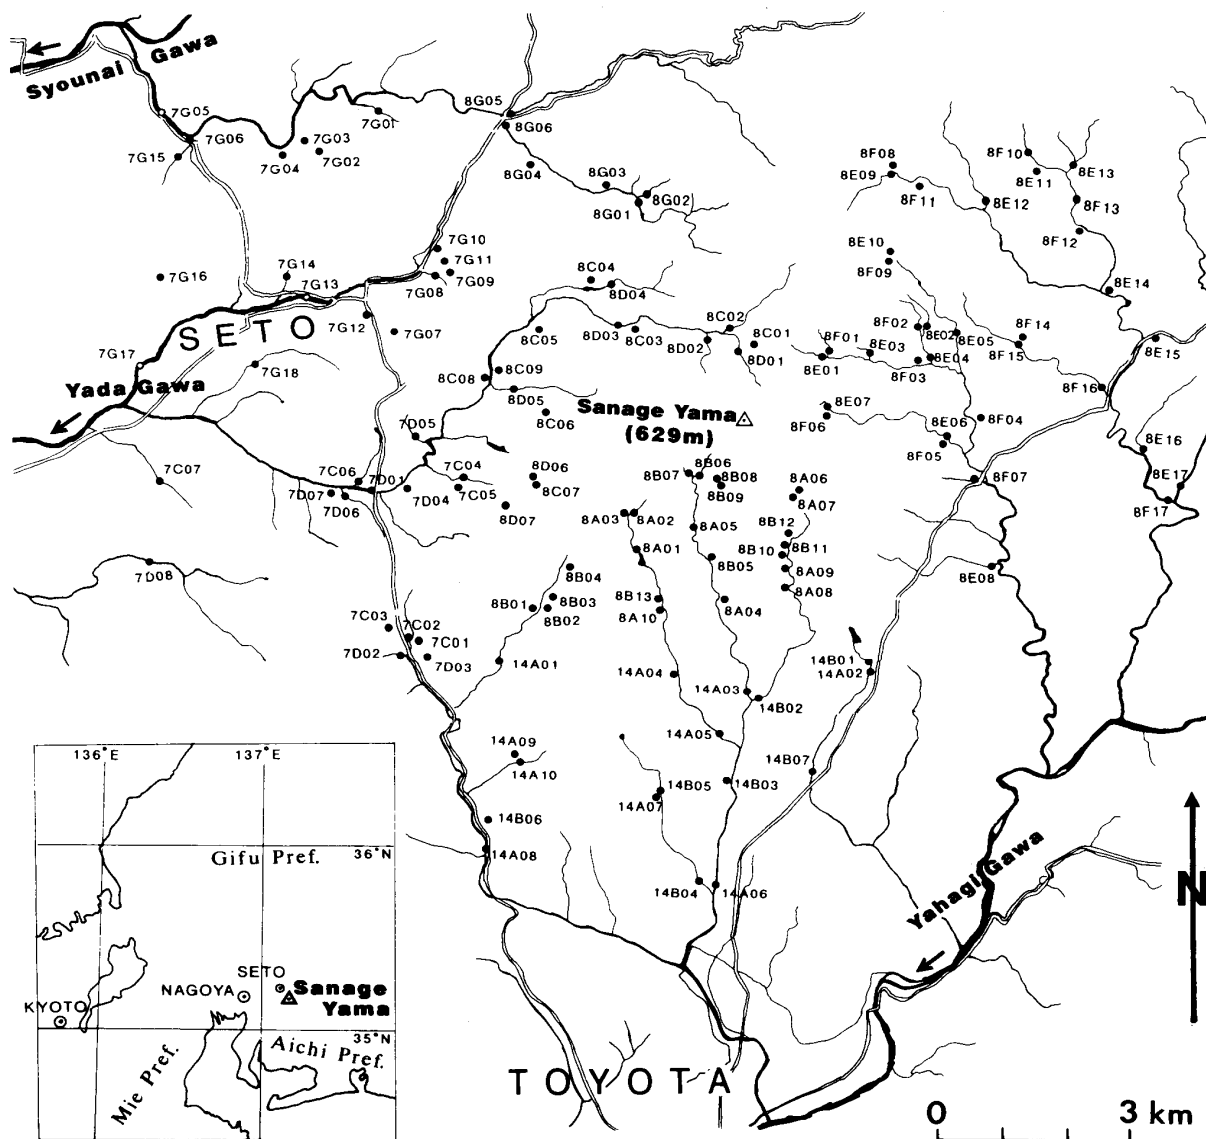 Syounai Gawa
7G05
7G06
7G15
7G03
7G02
7G04
7G01
8G05
8G06
8G04
8G03
8G02
8G01
8F08
8E09
8F11
8E12
8F10
8E11
8E13
8F13
8F12
8E14
7G16
7G14
7G13
7G10
7G11
7G09
7G08
7G12
7G07
SETO
7G17
7G18
Yada Gawa
8C04
8D04
8D03
8C03
8C05
8C02
8D02
8C01
8D01
8C08
8C09
8D05
8C06
8E10
8F09
8F01
8E01
8E03
8F02
8E02
8E05
8E04
8F03
8F14
8F15
8E15
8F16
Sanage Yama
(629m)
8E07
8F06
8E06
8F05
8F04
8F07
8E16
8E17
8F17
8E08
7C07
7D05
7C06
7D01
7D07
7D06
7D04
7C04
7C05
8D06
8C07
8D07
7D08
8B06
8B07
8B08
8B09
8A06
8A07
8A03
8A02
8A05
8B12
8B11
8B10
8A01
8B05
8A09
8A08
8B04
8B03
8B01
8B02
8B13
8A10
8A04
7C03
7C02
7C01
7D02
7D03
14A01
14A04
14A03
14B02
14B01
14A02
14A05
14A09
14A10
14B07
14B05
14A07
14B03
14B06
14A08
14B04
14A06
Yahagi Gawa
N
136°E
137°E
Gifu Pref.
36°N
SETO
NAGOYA
Sanage
Yama
KYOTO
35°N
Aichi Pref.
Mie Pref.
TOYOTA
0
3 km